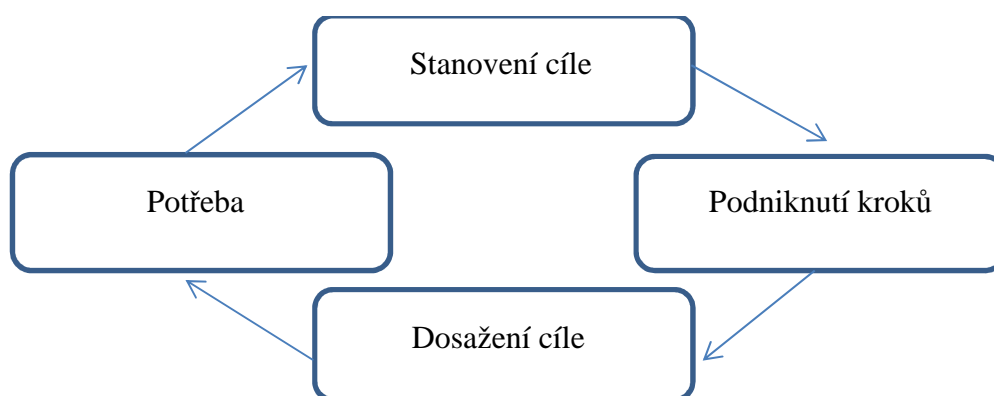 Stanovení cíle
Potřeba
Podniknutí kroků
Dosažení cíle